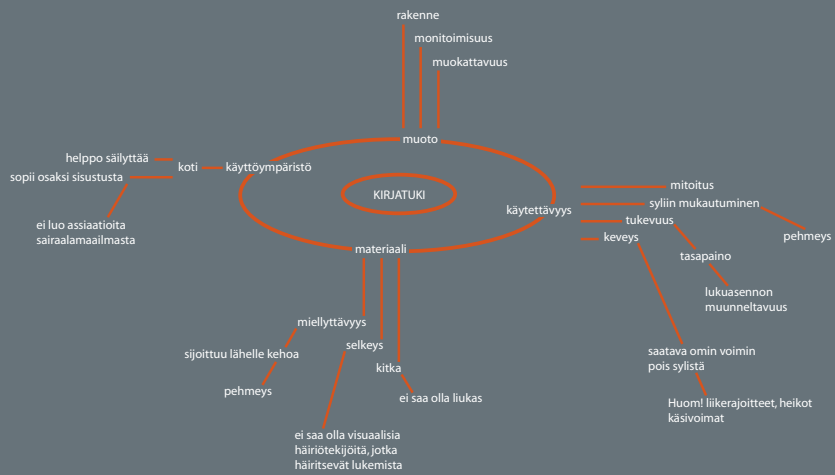 rakenne
monitoimisuus
muokattavuus
muoto
helppo säilyttää
koti
käyttöympäristö
sopii osaksi sisustusta
ei luo assiaatioita
sairaalamaailmasta
KIRJATUKI
käytettävyys
mitoitus
syliin mukautuminen
pehmeys
tukevuus
keveys
tasapaino
lukuasennon
muunneltavuus
saatava omin voimin
pois sylistä
Huom! liikerajoitteet, heikot
käsivoimat
materiaali
miellyttävyys
sijoittuu lähelle kehoa
pehmeys
selkeys
ei saa olla visuaalisia
häiriötekijöitä, jotka
häiritsevät lukemista
kitka
ei saa olla liukas